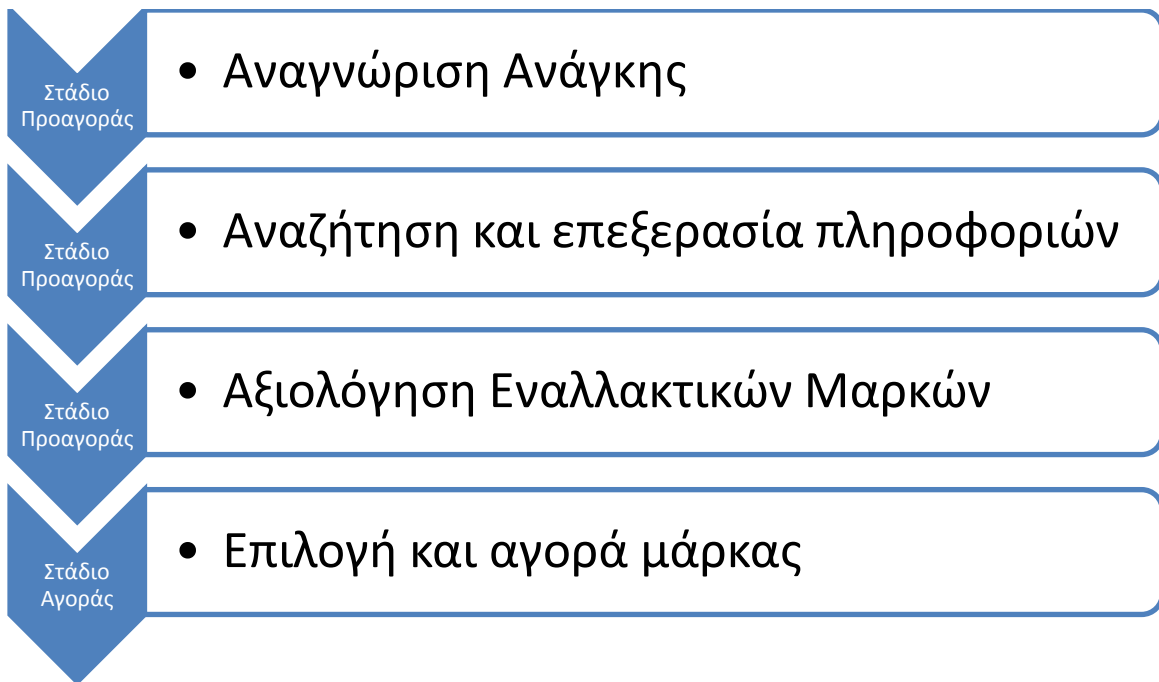 Στάδιο
Προαγοράς
• Αναγνώριση Ανάγκης
Στάδιο
Προαγοράς
• Αναζήτηση και επεξερασία πληροφοριών
Στάδιο
Προαγοράς
• Αξιολόγηση Εναλλακτικών Μαρκών
Στάδιο
Αγοράς
• Επιλογή και αγορά μάρκας